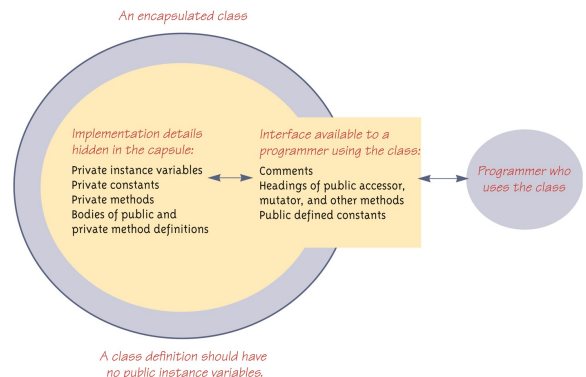 An encapsulated class
Implementation details
hidden in the capsule:
Private instance variables
Private constants
Private methods
Bodies of public and
private method definitions
Interface available to a
programmer using the class:
Comments
Headings of public accessor,
mutator, and other methods
Public defined constants
Programmer who
uses the class
A class definition should have
no public instance variables.